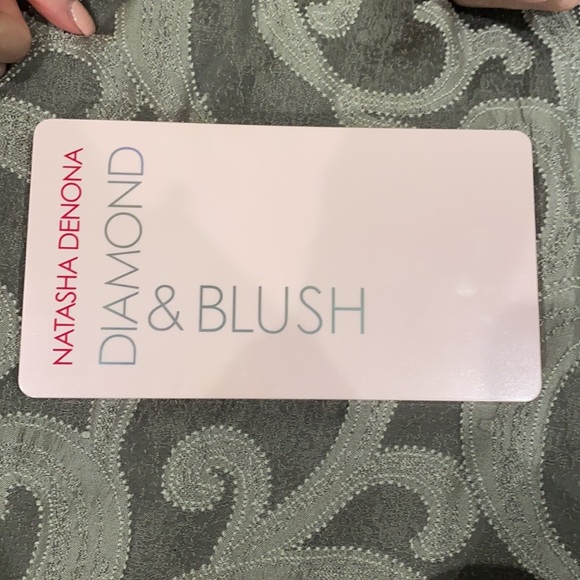 NATASHA DENONA
DIAMOND
& BLUSH